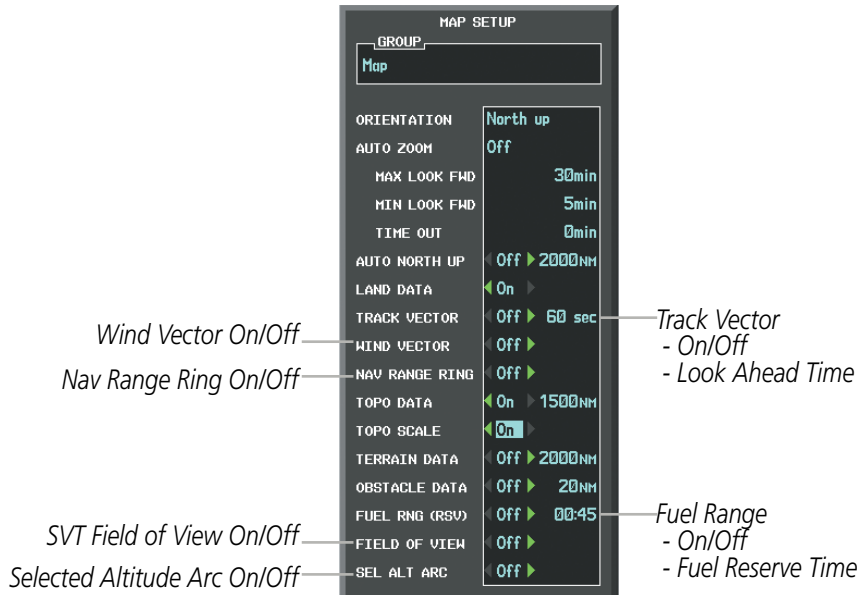 MAP SETUP
GROUP
Map
ORIENTATION North up
AUTO ZOOM Off
MAX LOOK FWD 30min
MIN LOOK FWD 5min
TIME OUT 0min
AUTO NORTH UP Off 2000NM
LAND DATA On
TRACK VECTOR Off 60 sec
WIND VECTOR Off
NAV RANGE RING Off
TOPO DATA On 1500NM
TOPO SCALE On
TERRAIN DATA Off 2000NM
OBSTACLE DATA Off 20NM
FUEL RNG (RSV) Off 00:45
FIELD OF VIEW Off
SEL ALT ARC Off
Wind Vector On/Off
Nav Range Ring On/Off
SVT Field of View On/Off
Selected Altitude Arc On/Off
Track Vector
- On/Off
- Look Ahead Time
Fuel Range
- On/Off
- Fuel Reserve Time